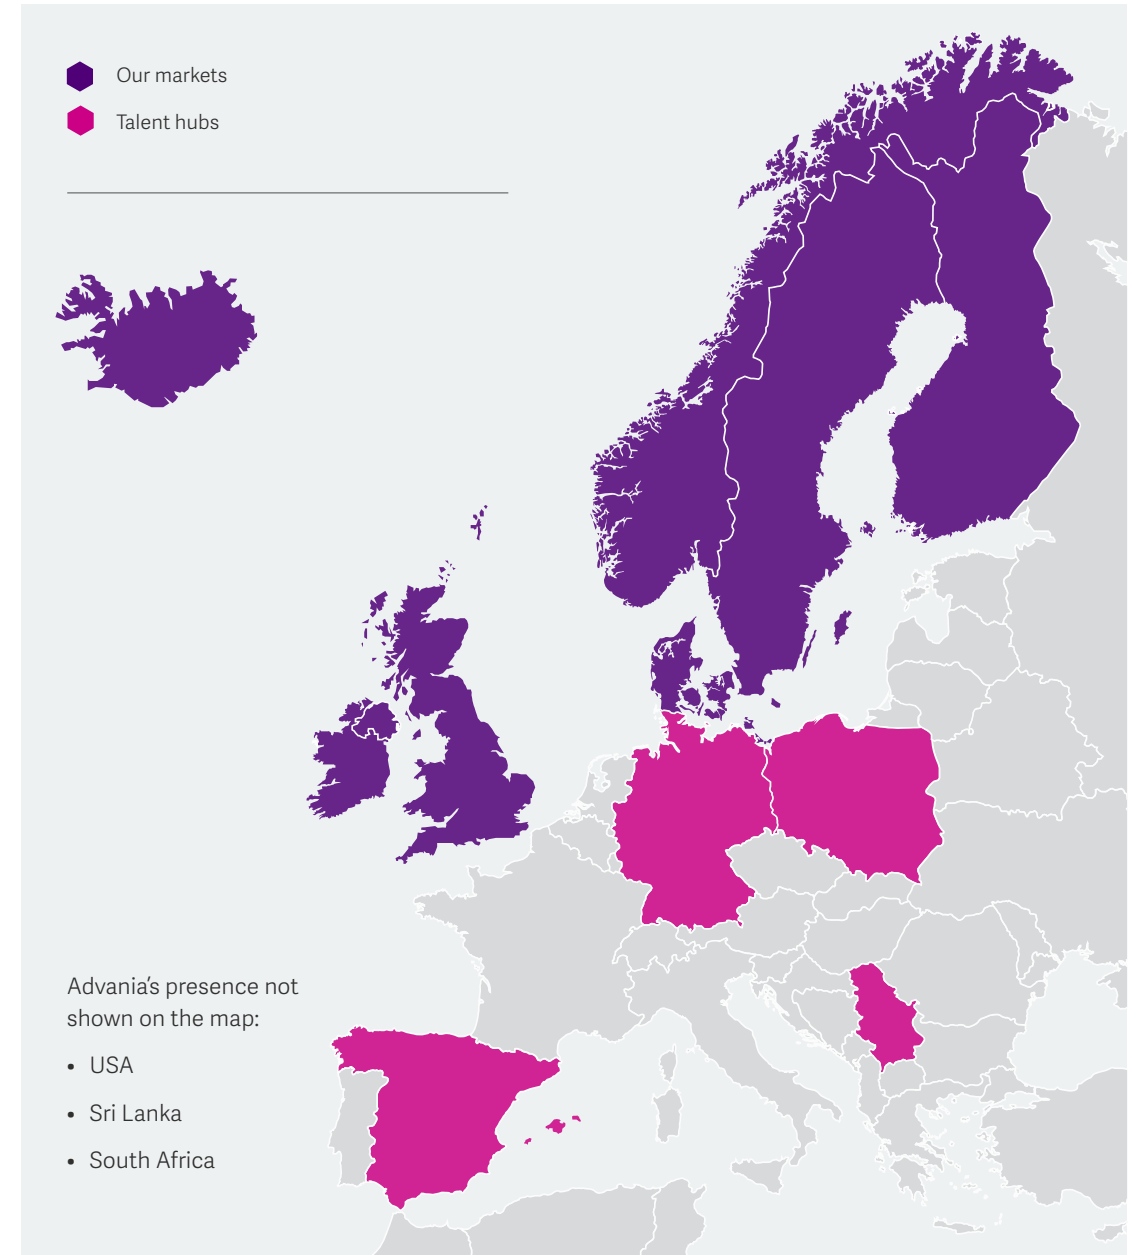 Our markets
Talent hubs
Advania's presence not
shown on the map:
• USA
• Sri Lanka
• South Africa